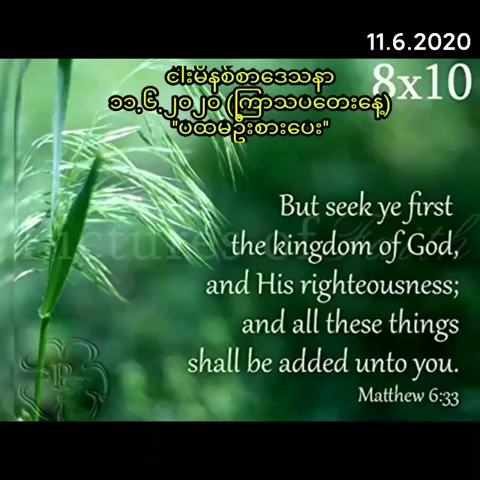 11.6.2020
ငါးမိနစ်စာဒေသနာ
8x10
၁၁.၆.၂၀၂၀ (ကြာသပတေးနေ့)
"ပထမဦးစားပေး"
But seek ye first
the kingdom of God,
and His righteousness;
and all these things
shall be added unto you.
Matthew 6:33